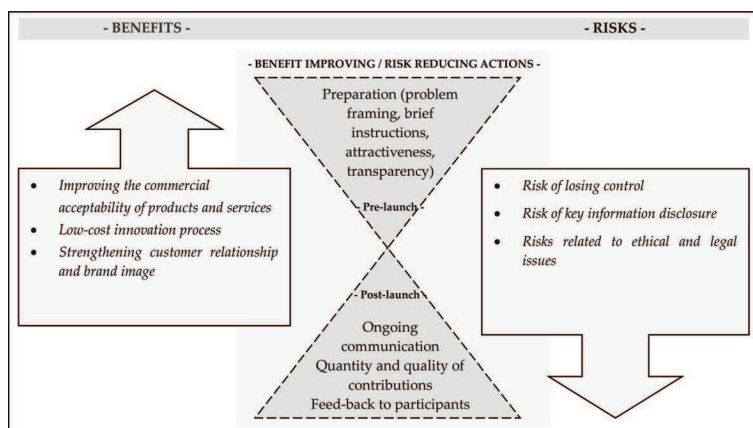 - BENEFITS -
- RISKS -
- BENEFIT IMPROVING / RISK REDUCING ACTIONS -
Preparation (problem
framing, brief
instructions,
attractiveness,
transparency)
- Pre-launch -
• Improving the commercial
acceptability of products and services
• Low-cost innovation process
• Strengthening customer relationship
and brand image
• Risk of losing control
• Risk of key information disclosure
• Risks related to ethical and legal
issues
- Post-launch -
Ongoing
communication
Quantity and quality of
contributions
Feed-back to participants